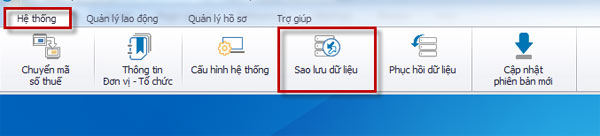 Hệ thống Quản lý lao động Quản lý hồ sơ Trợ giúp
Chuyển mã số thuế
Thông tin Đơn vị - Tổ chức
Cấu hình hệ thống
Sao lưu dữ liệu
Phục hồi dữ liệu
Cập nhật phiên bản mới